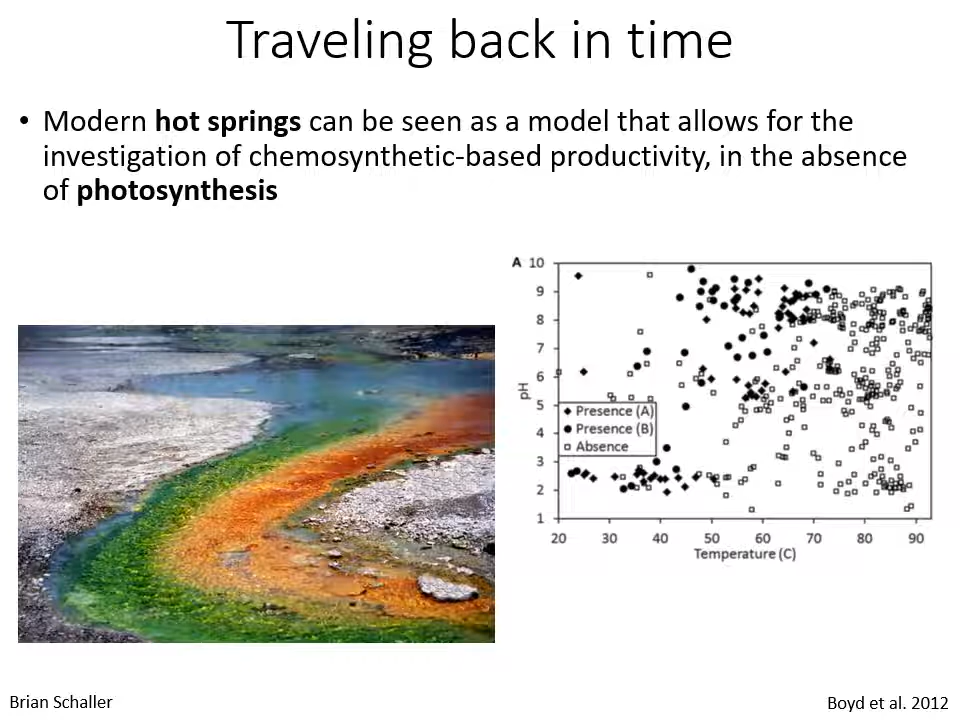 Traveling back in time
• Modern hot springs can be seen as a model that allows for the
investigation of chemosynthetic-based productivity, in the absence
of photosynthesis
A
10
9
8
7
6
5
4
3
2
1
pH
Presence (A)
Presence (B)
Absence
20 30 40 50 60 70 80 90
Temperature (C)
Brian Schaller
Boyd et al. 2012